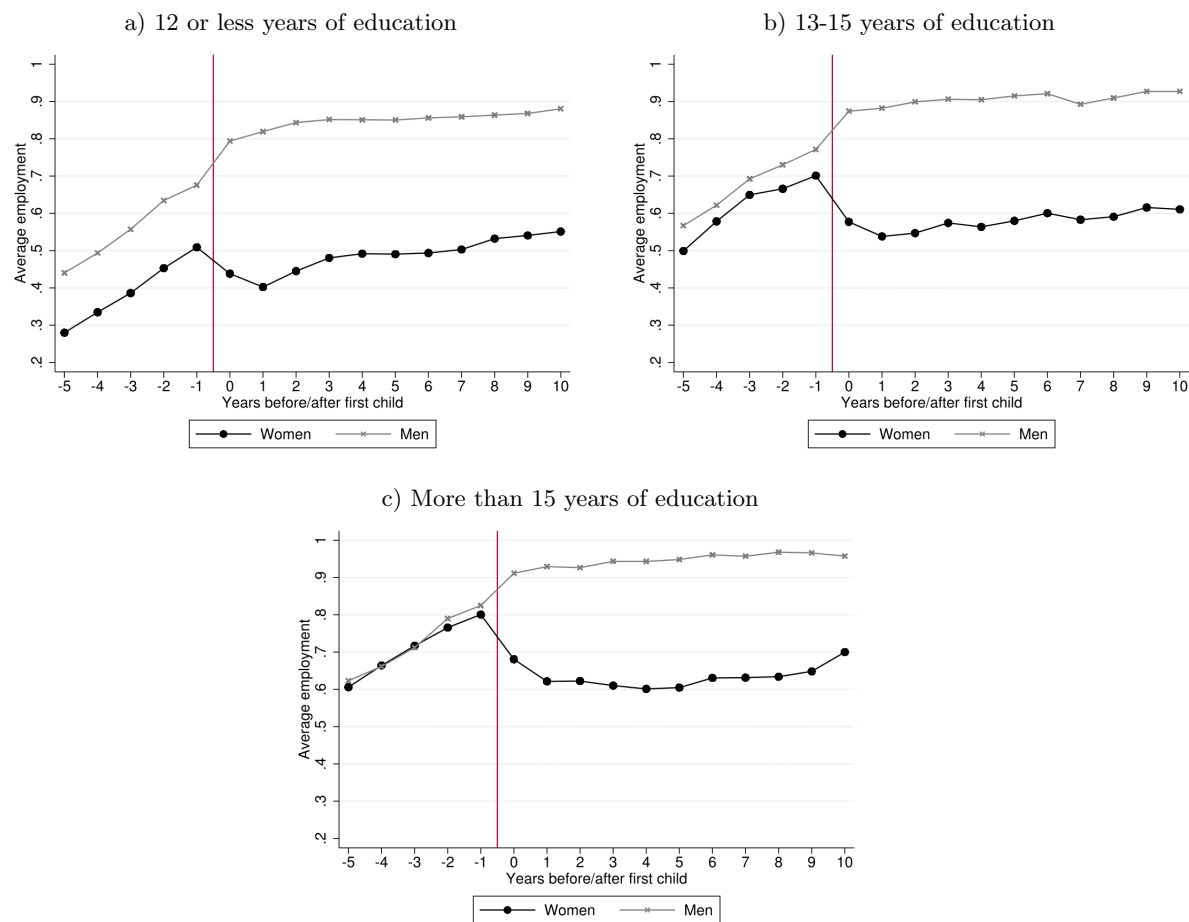 a) 12 or less years of education
Average employment
1
.9
.8
.7
.6
.5
.4
.3
.2
-5 -4 -3 -2 -1 0 1 2 3 4 5 6 7 8 9 10
Years before/after first child
Women Men
b) 13-15 years of education
Average employment
1
.9
.8
.7
.6
.5
.4
.3
.2
-5 -4 -3 -2 -1 0 1 2 3 4 5 6 7 8 9 10
Years before/after first child
Women Men
c) More than 15 years of education
Average employment
1
.9
.8
.7
.6
.5
.4
.3
.2
-5 -4 -3 -2 -1 0 1 2 3 4 5 6 7 8 9 10
Years before/after first child
Women Men